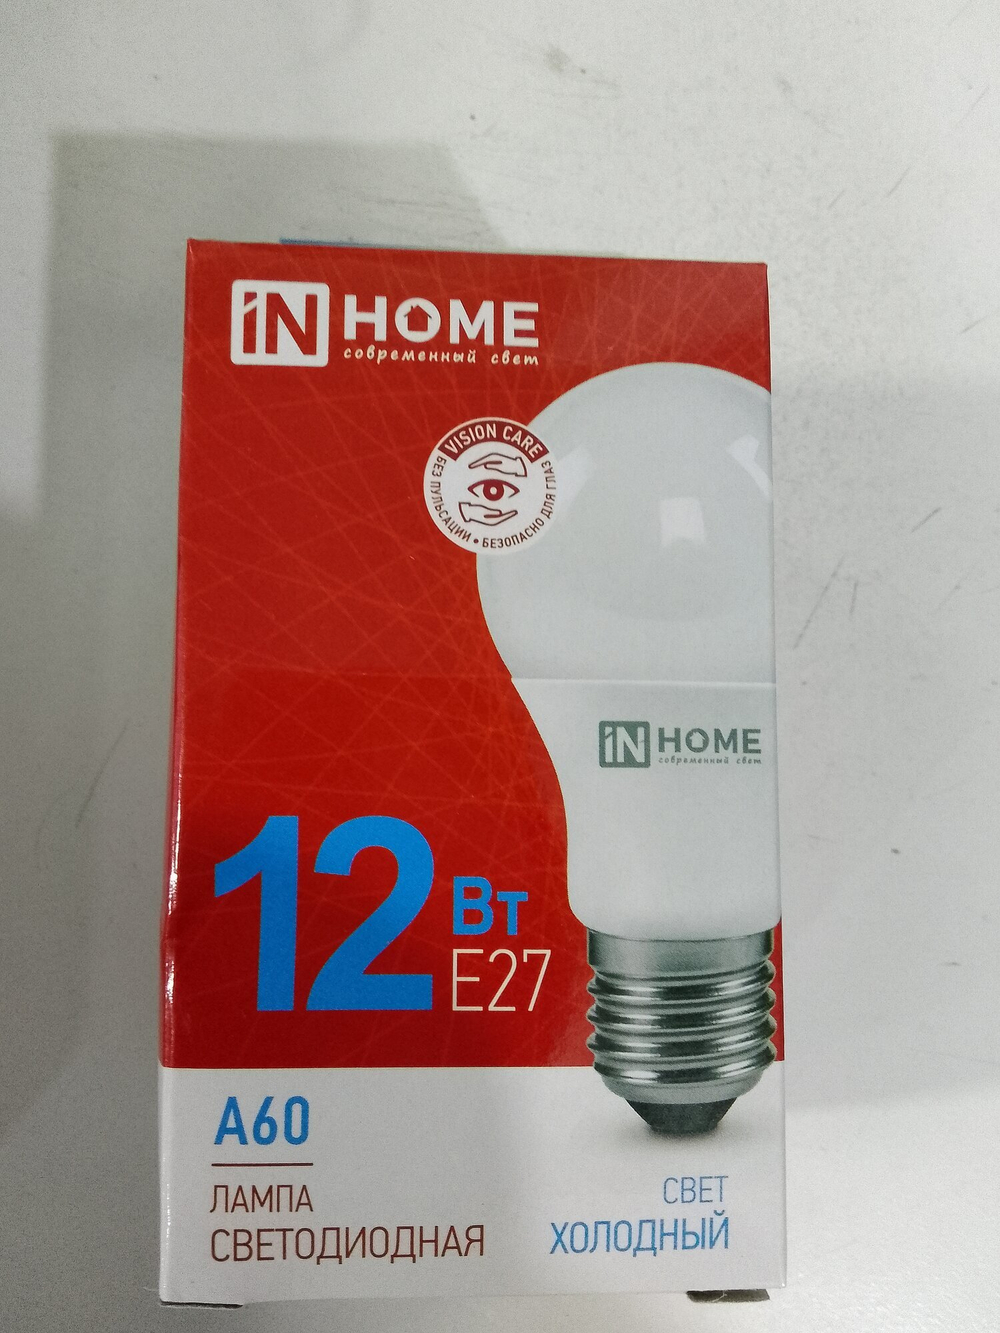 iN HOME
современный свет
VISION CARE
БЕЗ ПУЛЬСАЦИИ • БЕЗОПАСНО ДЛЯ ГЛАЗ
iN HOME
современный свет
12 Вт
E27
A60
ЛАМПА
СВЕТОДИОДНАЯ
СВЕТ
ХОЛОДНЫЙ